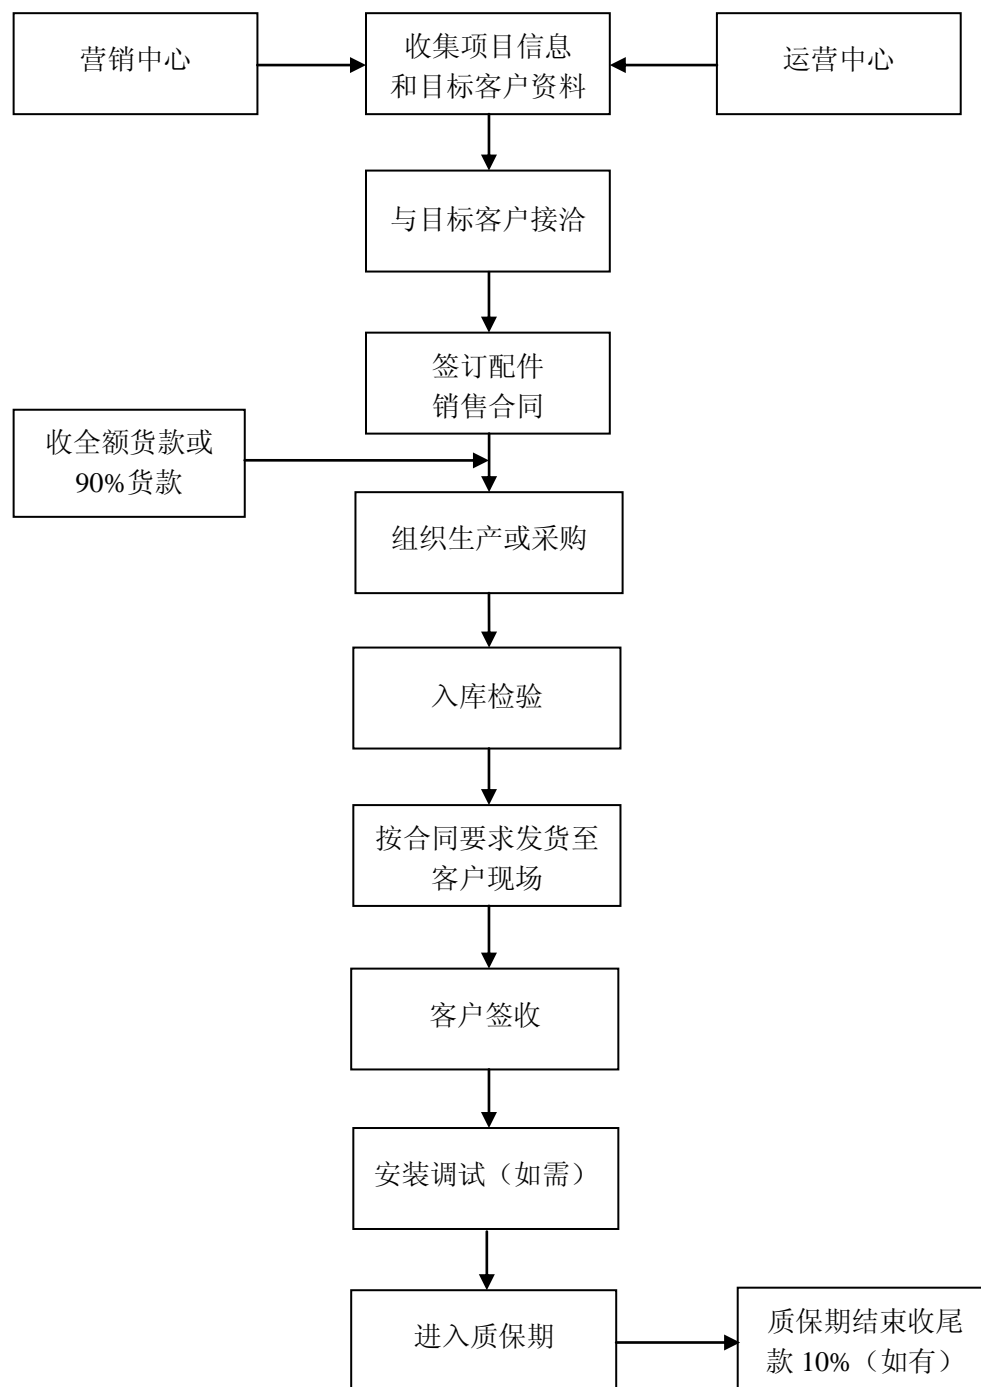 营销中心
收集项目信息
和目标客户资料
运营中心
与目标客户接洽
签订配件
销售合同
收全额货款或
90%货款
组织生产或采购
入库检验
按合同要求发货至
客户现场
客户签收
安装调试（如需）
进入质保期
质保期结束收尾
款 10%（如有）